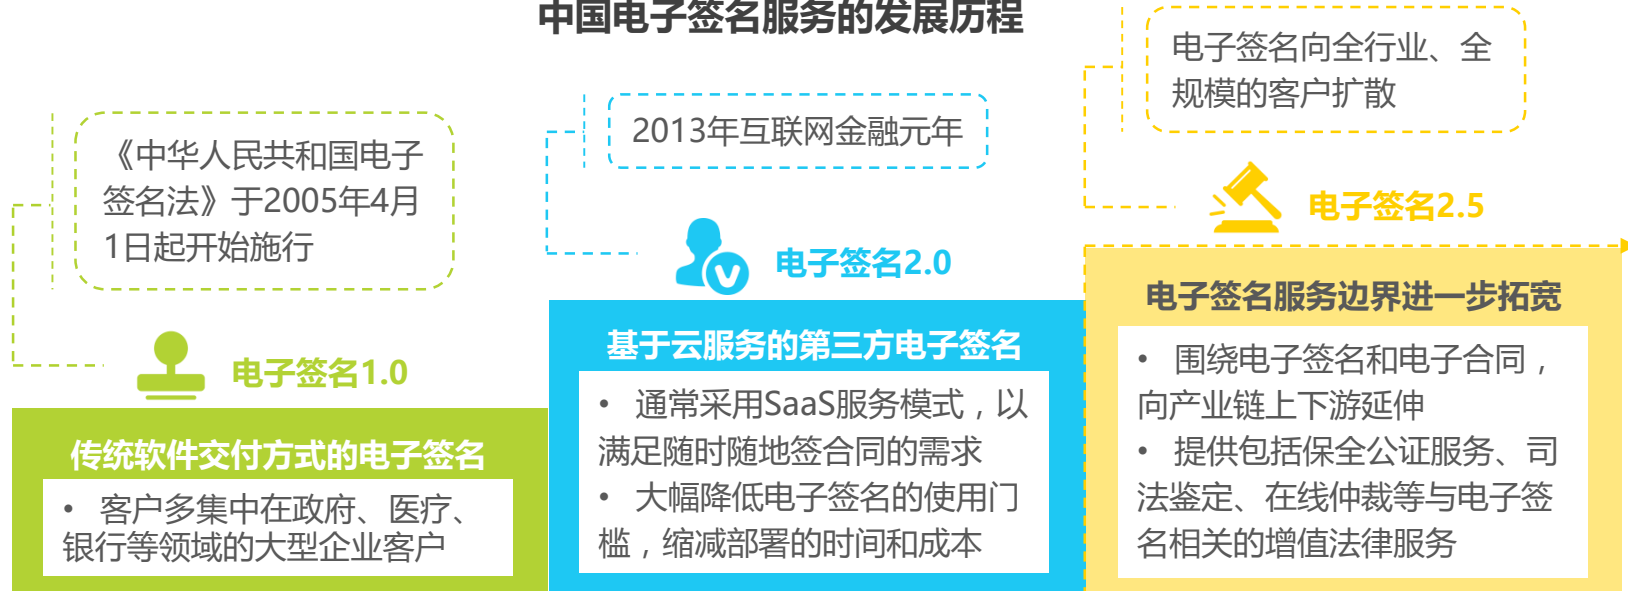 中国电子签名服务的发展历程
《中华人民共和国电子
签名法》于2005年4月
1日起开始施行
电子签名1.0
传统软件交付方式的电子签名
• 客户多集中在政府、医疗、
银行等领域的大型企业客户
2013年互联网金融元年
电子签名2.0
基于云服务的第三方电子签名
• 通常采用SaaS服务模式，以
满足随时随地签合同的需求
• 大幅降低电子签名的使用门
槛，缩减部署的时间和成本
电子签名向全行业、全
规模的客户扩散
电子签名2.5
电子签名服务边界进一步拓宽
• 围绕电子签名和电子合同，
向产业链上下游延伸
• 提供包括保全公证服务、司
法鉴定、在线仲裁等与电子签
名相关的增值法律服务